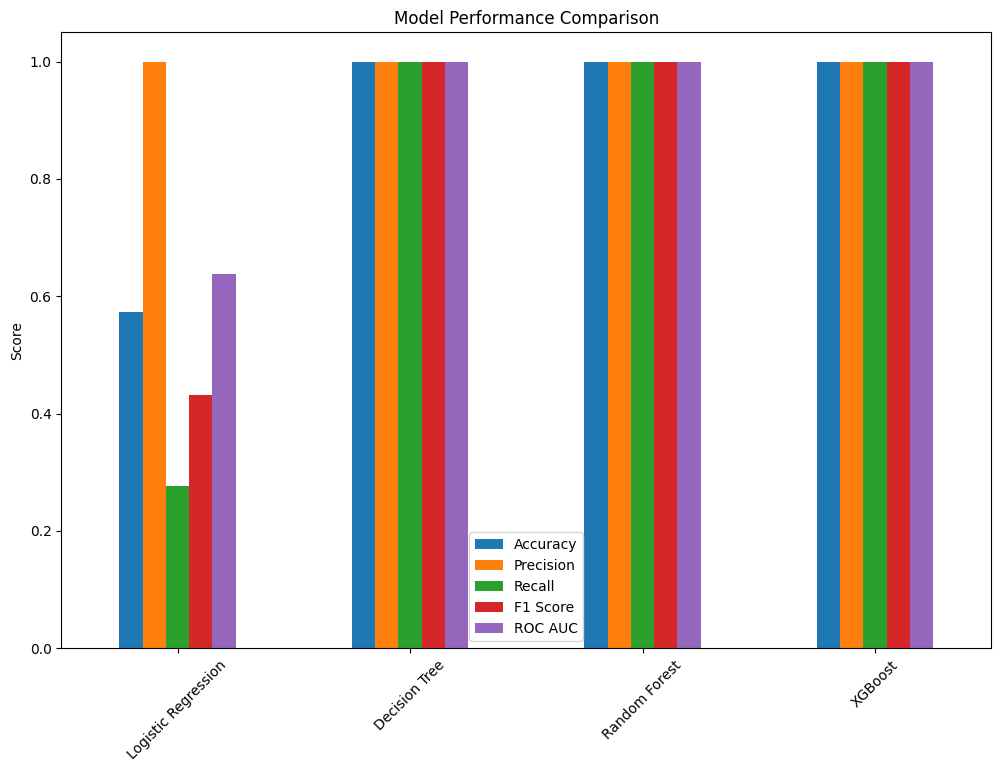 Model Performance Comparison
1.0
0.8
0.6
0.4
0.2
0.0
Score
Accuracy
Precision
Recall
F1 Score
ROC AUC
Logistic Regression
Decision Tree
Random Forest
XGBoost